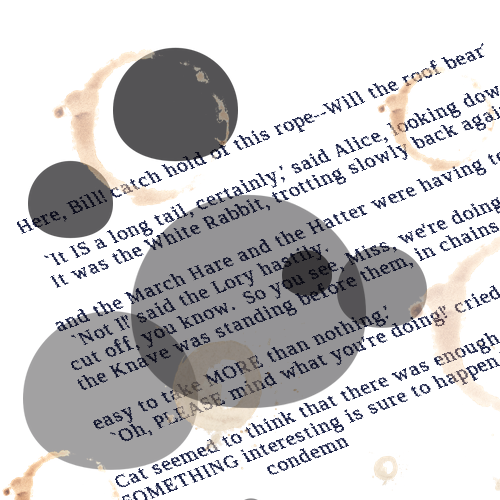 Here, Bill! catch hold of this rope--Will the roof bear'
`It IS a long tail, certainly,' said Alice, looking dow
It was the White Rabbit, trotting slowly back agai
and the March Hare and the Hatter were having te
`Not I!' said the Lory hastily.
cut off, you know. So you see, Miss, we're doing
the Knave was standing before them, in chains
easy to take MORE than nothing.'
`Oh, PLEASE mind what you're doing!' cried
Cat seemed to think that there was enough
SOMETHING interesting is sure to happen
condemn